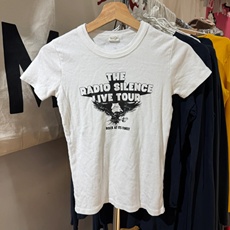 THE
RADIO SILENCE
LIVE TOUR
M